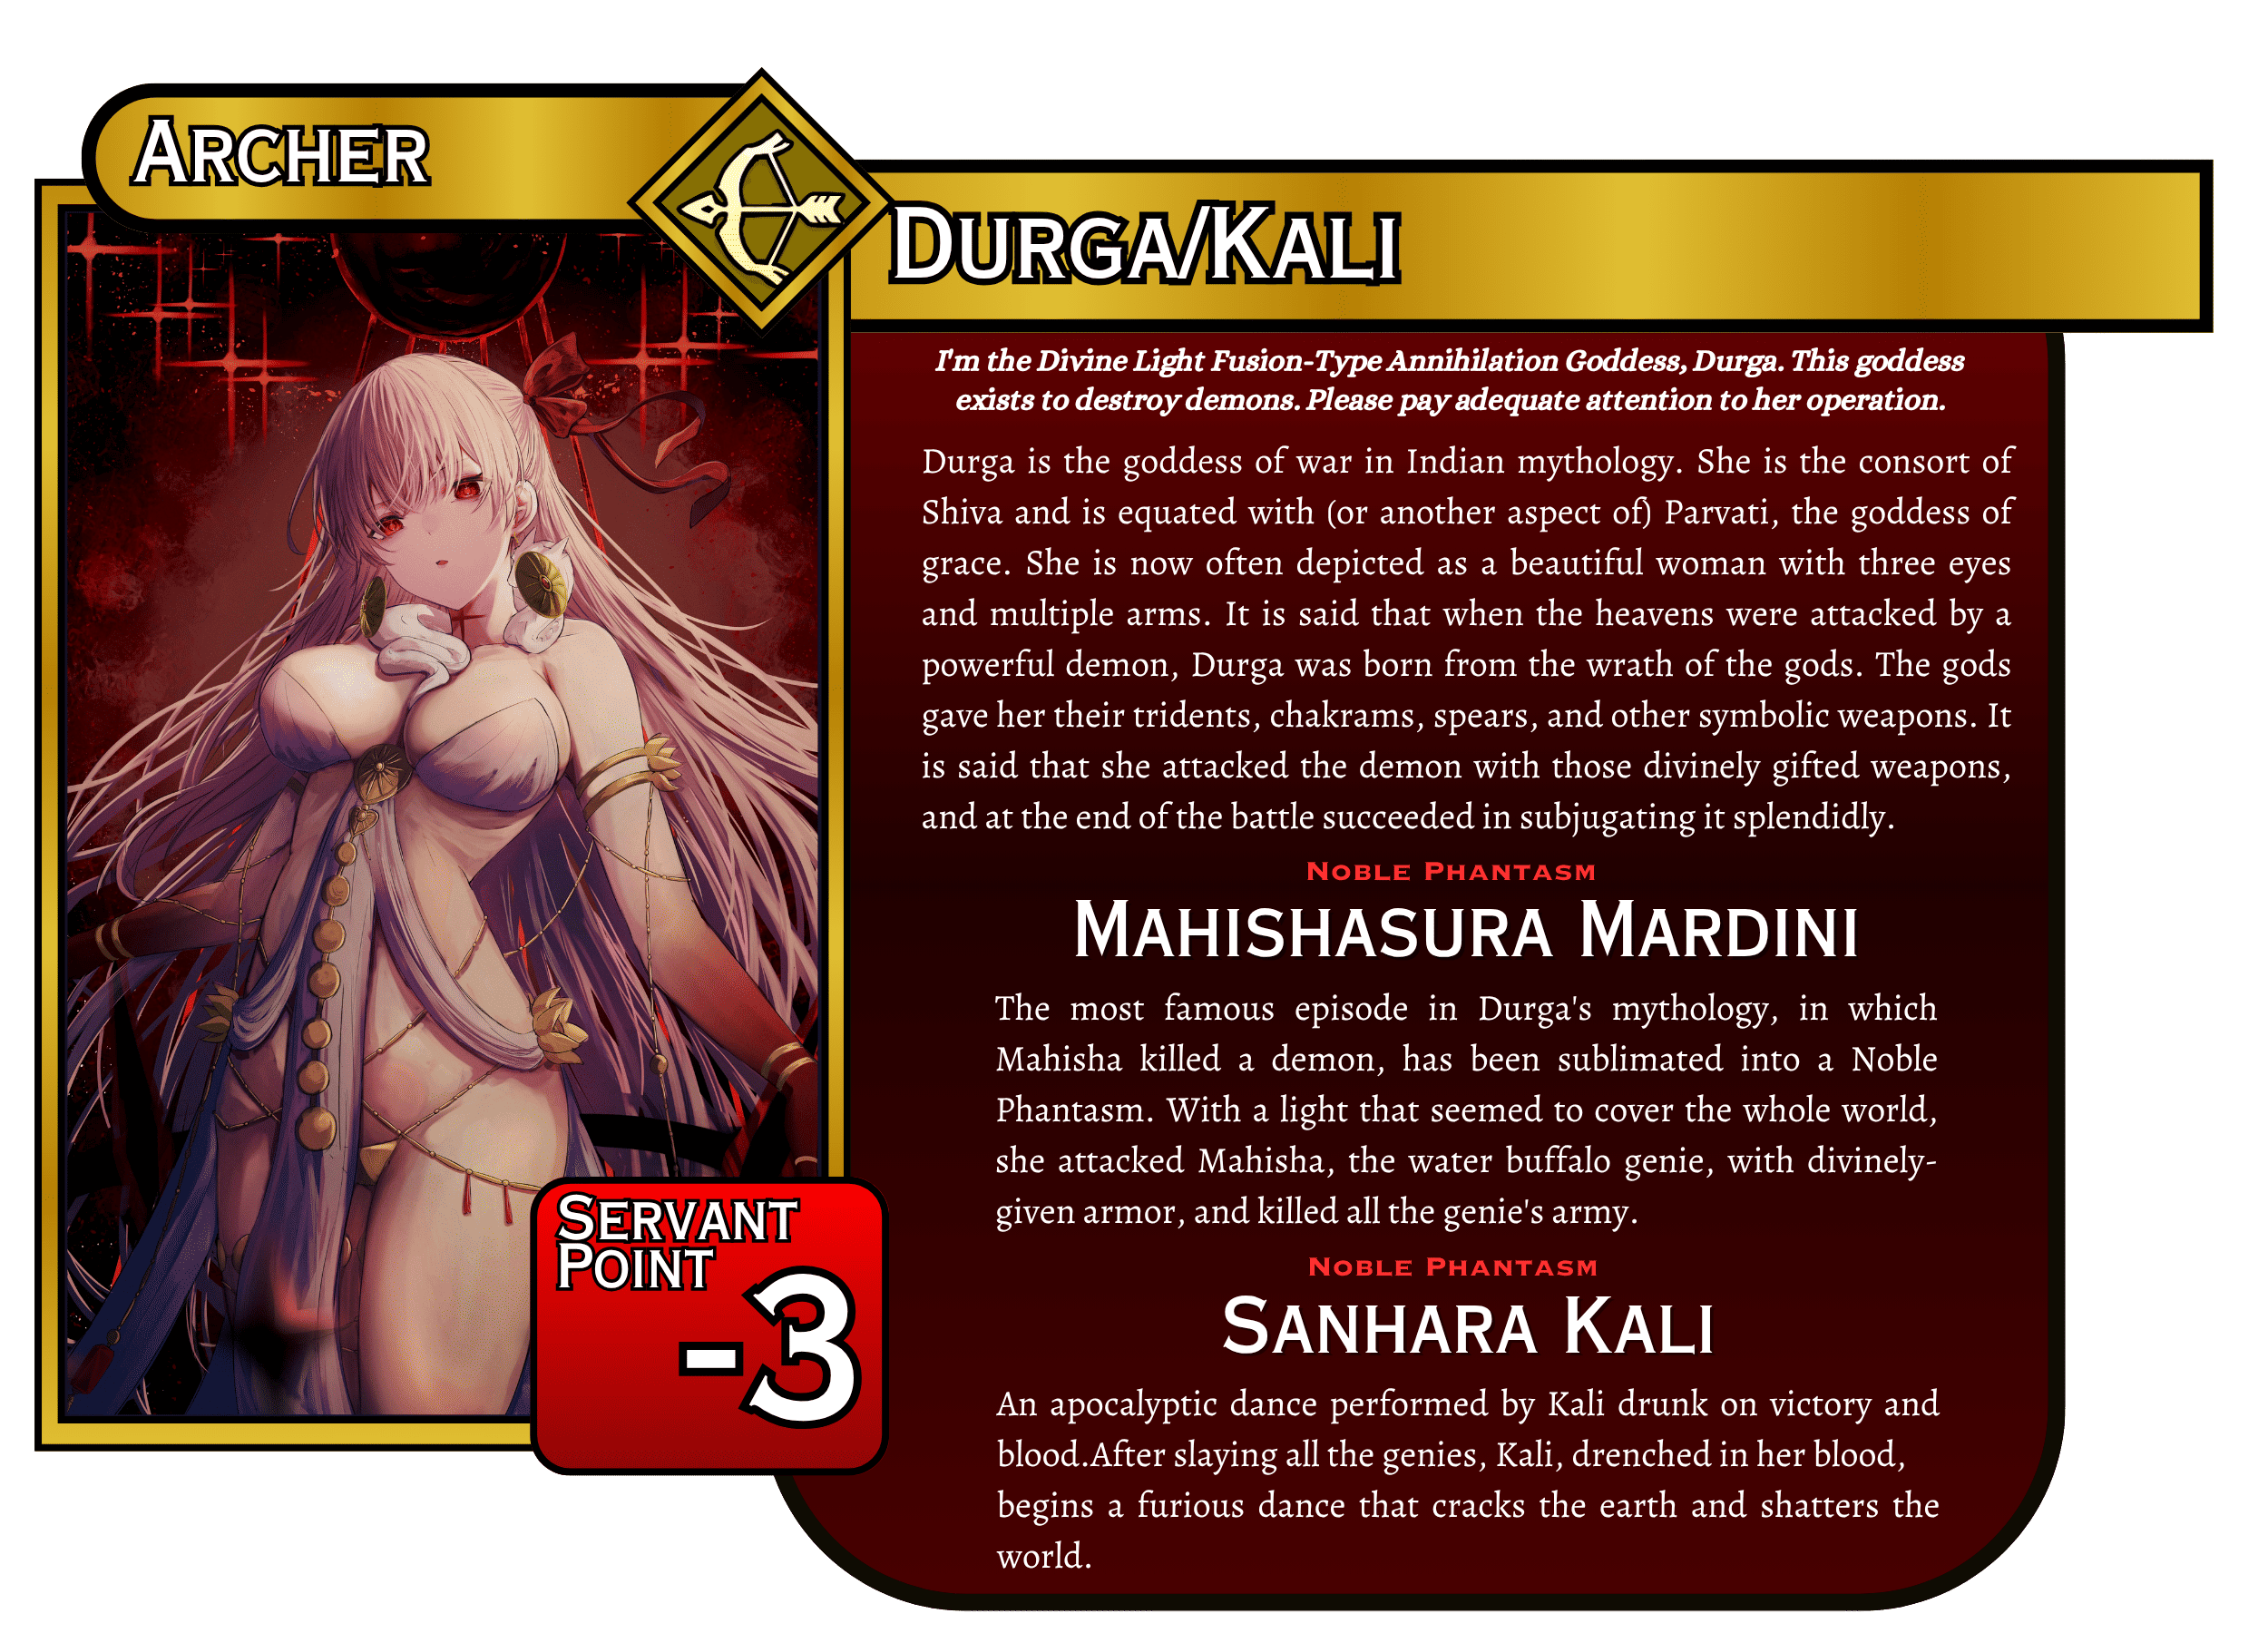 ARCHER
DURGA/KALI
I'm the Divine Light Fusion-Type Annihilation Goddess, Durga. This goddess
exists to destroy demons. Please pay adequate attention to her operation.
Durga is the goddess of war in Indian mythology. She is the consort of
Shiva and is equated with (or another aspect of) Parvati, the goddess of
grace. She is now often depicted as a beautiful woman with three eyes
and multiple arms. It is said that when the heavens were attacked by a
powerful demon, Durga was born from the wrath of the gods. The gods
gave her their tridents, chakrams, spears, and other symbolic weapons. It
is said that she attacked the demon with those divinely gifted weapons,
and at the end of the battle succeeded in subjugating it splendidly.
NOBLE PHANTASM
MAHISHASURA MARDINI
The most famous episode in Durga's mythology, in which
Mahisha killed a demon, has been sublimated into a Noble
Phantasm. With a light that seemed to cover the whole world,
she attacked Mahisha, the water buffalo genie, with divinely-
given armor, and killed all the genie's army.
NOBLE PHANTASM
SANHARA KALI
An apocalyptic dance performed by Kali drunk on victory and
blood.After slaying all the genies, Kali, drenched in her blood,
begins a furious dance that cracks the earth and shatters the
world.
SERVANT
POINT
-3